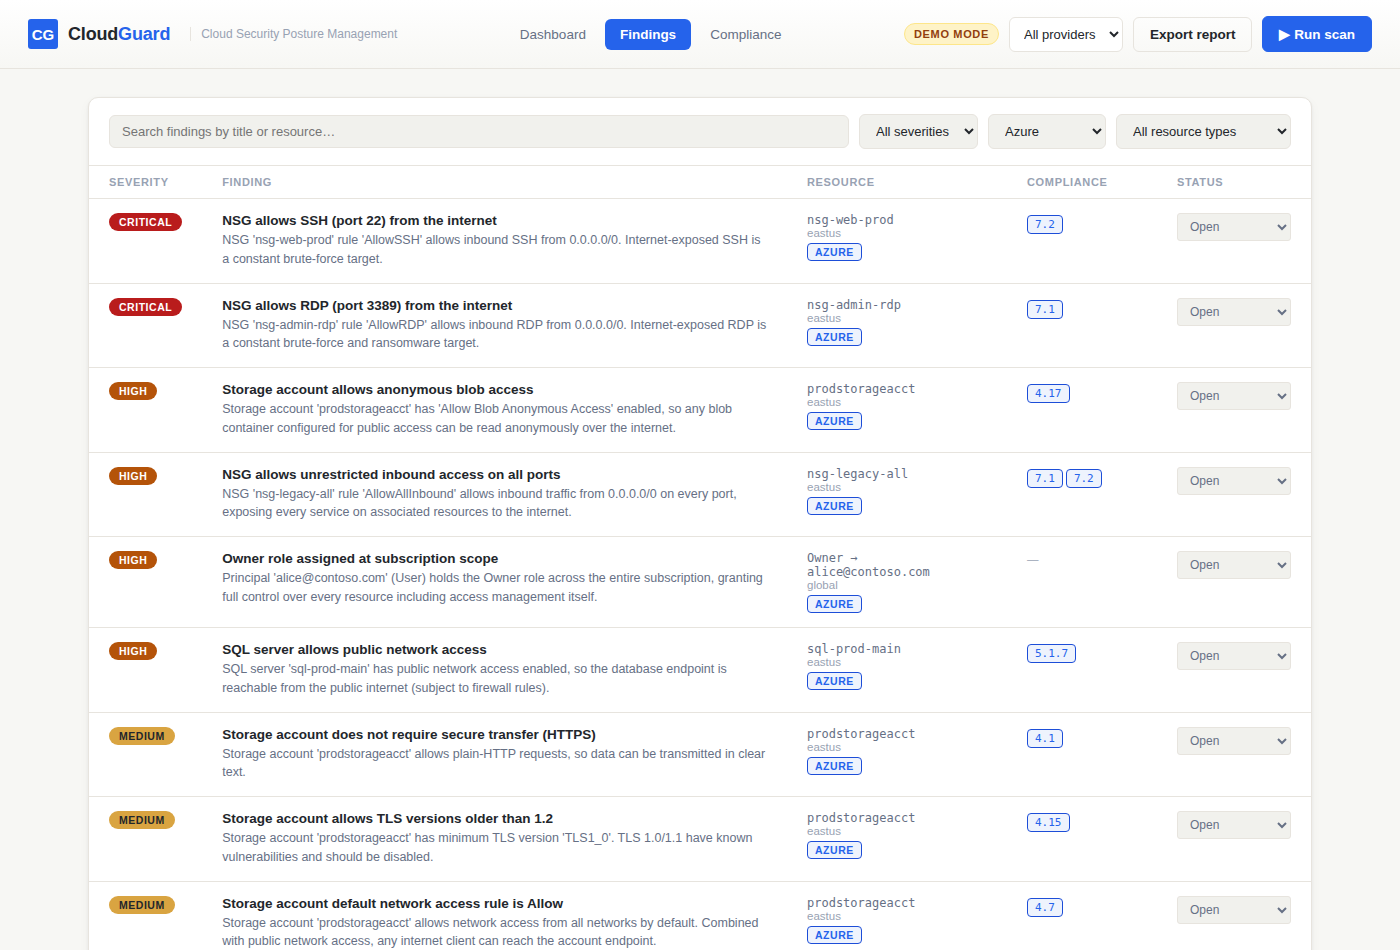 CG CloudGuard Cloud Security Posture Management Dashboard Findings Compliance DEMO MODE All providers Export report ▶ Run scan
Search findings by title or resource… All severities Azure All resource types
SEVERITY FINDING RESOURCE COMPLIANCE STATUS
CRITICAL NSG allows SSH (port 22) from the internet nsg-web-prod 7.2 Open
NSG 'nsg-web-prod' rule 'AllowSSH' allows inbound SSH from 0.0.0.0/0. Internet-exposed SSH is eastus
a constant brute-force target. AZURE
CRITICAL NSG allows RDP (port 3389) from the internet nsg-admin-rdp 7.1 Open
NSG 'nsg-admin-rdp' rule 'AllowRDP' allows inbound RDP from 0.0.0.0/0. Internet-exposed RDP is eastus
a constant brute-force and ransomware target. AZURE
HIGH Storage account allows anonymous blob access prodstorageacct 4.17 Open
Storage account 'prodstorageacct' has 'Allow Blob Anonymous Access' enabled, so any blob eastus
container configured for public access can be read anonymously over the internet. AZURE
HIGH NSG allows unrestricted inbound access on all ports nsg-legacy-all 7.1 7.2 Open
NSG 'nsg-legacy-all' rule 'AllowAllInbound' allows inbound traffic from 0.0.0.0/0 on every port, eastus
exposing every service on associated resources to the internet. AZURE
HIGH Owner role assigned at subscription scope Owner → — Open
Principal 'alice@contoso.com' (User) holds the Owner role across the entire subscription, granting alice@contoso.com
full control over every resource including access management itself. global
AZURE
HIGH SQL server allows public network access sql-prod-main 5.1.7 Open
SQL server 'sql-prod-main' has public network access enabled, so the database endpoint is eastus
reachable from the public internet (subject to firewall rules). AZURE
MEDIUM Storage account does not require secure transfer (HTTPS) prodstorageacct 4.1 Open
Storage account 'prodstorageacct' allows plain-HTTP requests, so data can be transmitted in clear eastus
text. AZURE
MEDIUM Storage account allows TLS versions older than 1.2 prodstorageacct 4.15 Open
Storage account 'prodstorageacct' has minimum TLS version 'TLS1_0'. TLS 1.0/1.1 have known eastus
vulnerabilities and should be disabled. AZURE
MEDIUM Storage account default network access rule is Allow prodstorageacct 4.7 Open
Storage account 'prodstorageacct' allows network access from all networks by default. Combined eastus
with public network access, any internet client can reach the account endpoint. AZURE